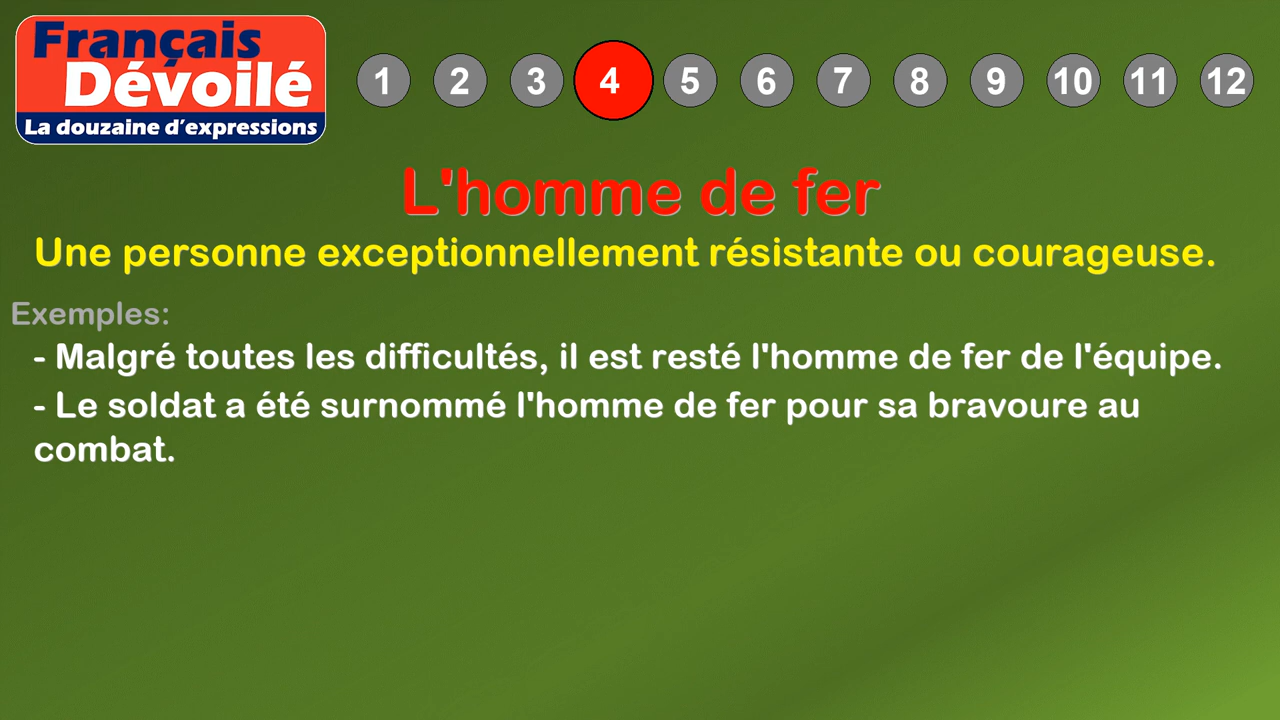 Français
Dévoilé
La douzaine d'expressions
1 2 3 4 5 6 7 8 9 10 11 12
L'homme de fer
Une personne exceptionnellement résistante ou courageuse.
Exemples:
- Malgré toutes les difficultés, il est resté l'homme de fer de l'équipe.
- Le soldat a été surnommé l'homme de fer pour sa bravoure au
combat.